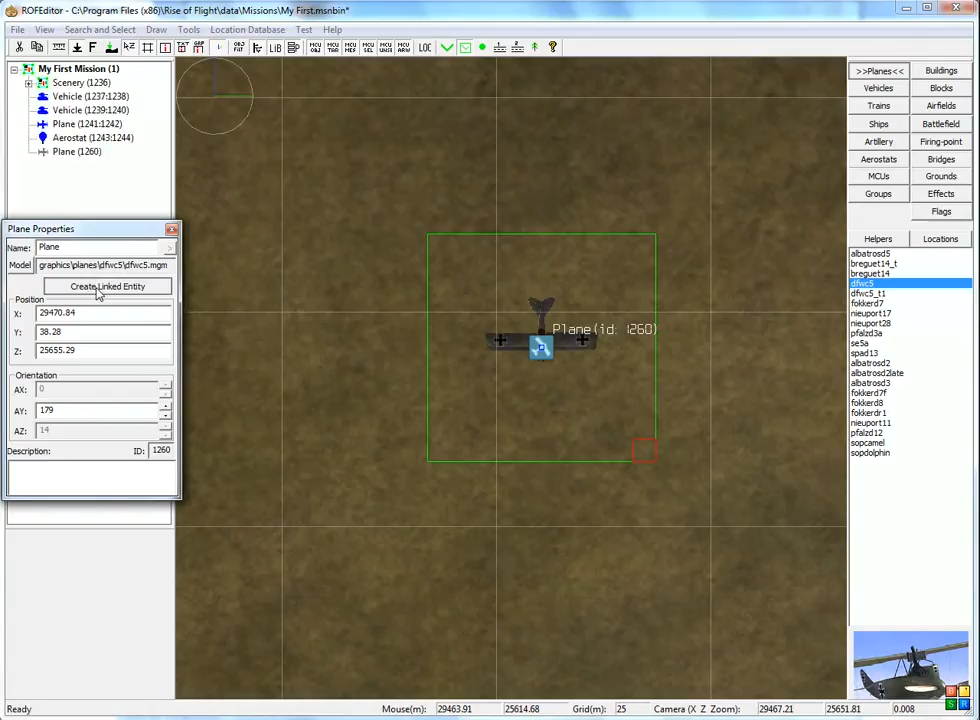 ROFEditor - C:\Program Files (x86)\Rise of Flight\data\Missions\My First.msnbin*
File View Search and Select Draw Tools Location Database Test Help
LIB LOC
My First Mission (1)
Scenery (1236)
Vehicle (1237:1238)
Vehicle (1239:1240)
Plane (1241:1242)
Aerostat (1243:1244)
Plane (1260)
Plane Properties
Name: Plane
Model graphics\planes\dfwc5\dfwc5.mgm
Create Linked Entity
Position
X: 29470.84
Y: 38.28
Z: 25655.29
Orientation
AX: 0
AY: 179
AZ: 14
Description: ID: 1260
Plane(id: 1260)
>>Planes<< Buildings
Vehicles Blocks
Trains Airfields
Ships Battlefield
Artillery Firing-point
Aerostats Bridges
MCUs Grounds
Groups Effects
Flags
Helpers Locations
albatrosd5
breguet14_t
breguet14
dfwc5
dfwc5_t1
fokkerd7
nieuport17
nieuport28
pfalzd3a
se5a
spad13
albatrosd2
albatrosd2late
albatrosd3
fokkerd7f
fokkerd8
fokkerdr1
nieuport11
pfalzd12
sopcamel
sopdolphin
Ready Mouse(m): 29463.91 25614.68 Grid(m): 25 Camera (X Z Zoom): 29467.21 25651.81 0.008